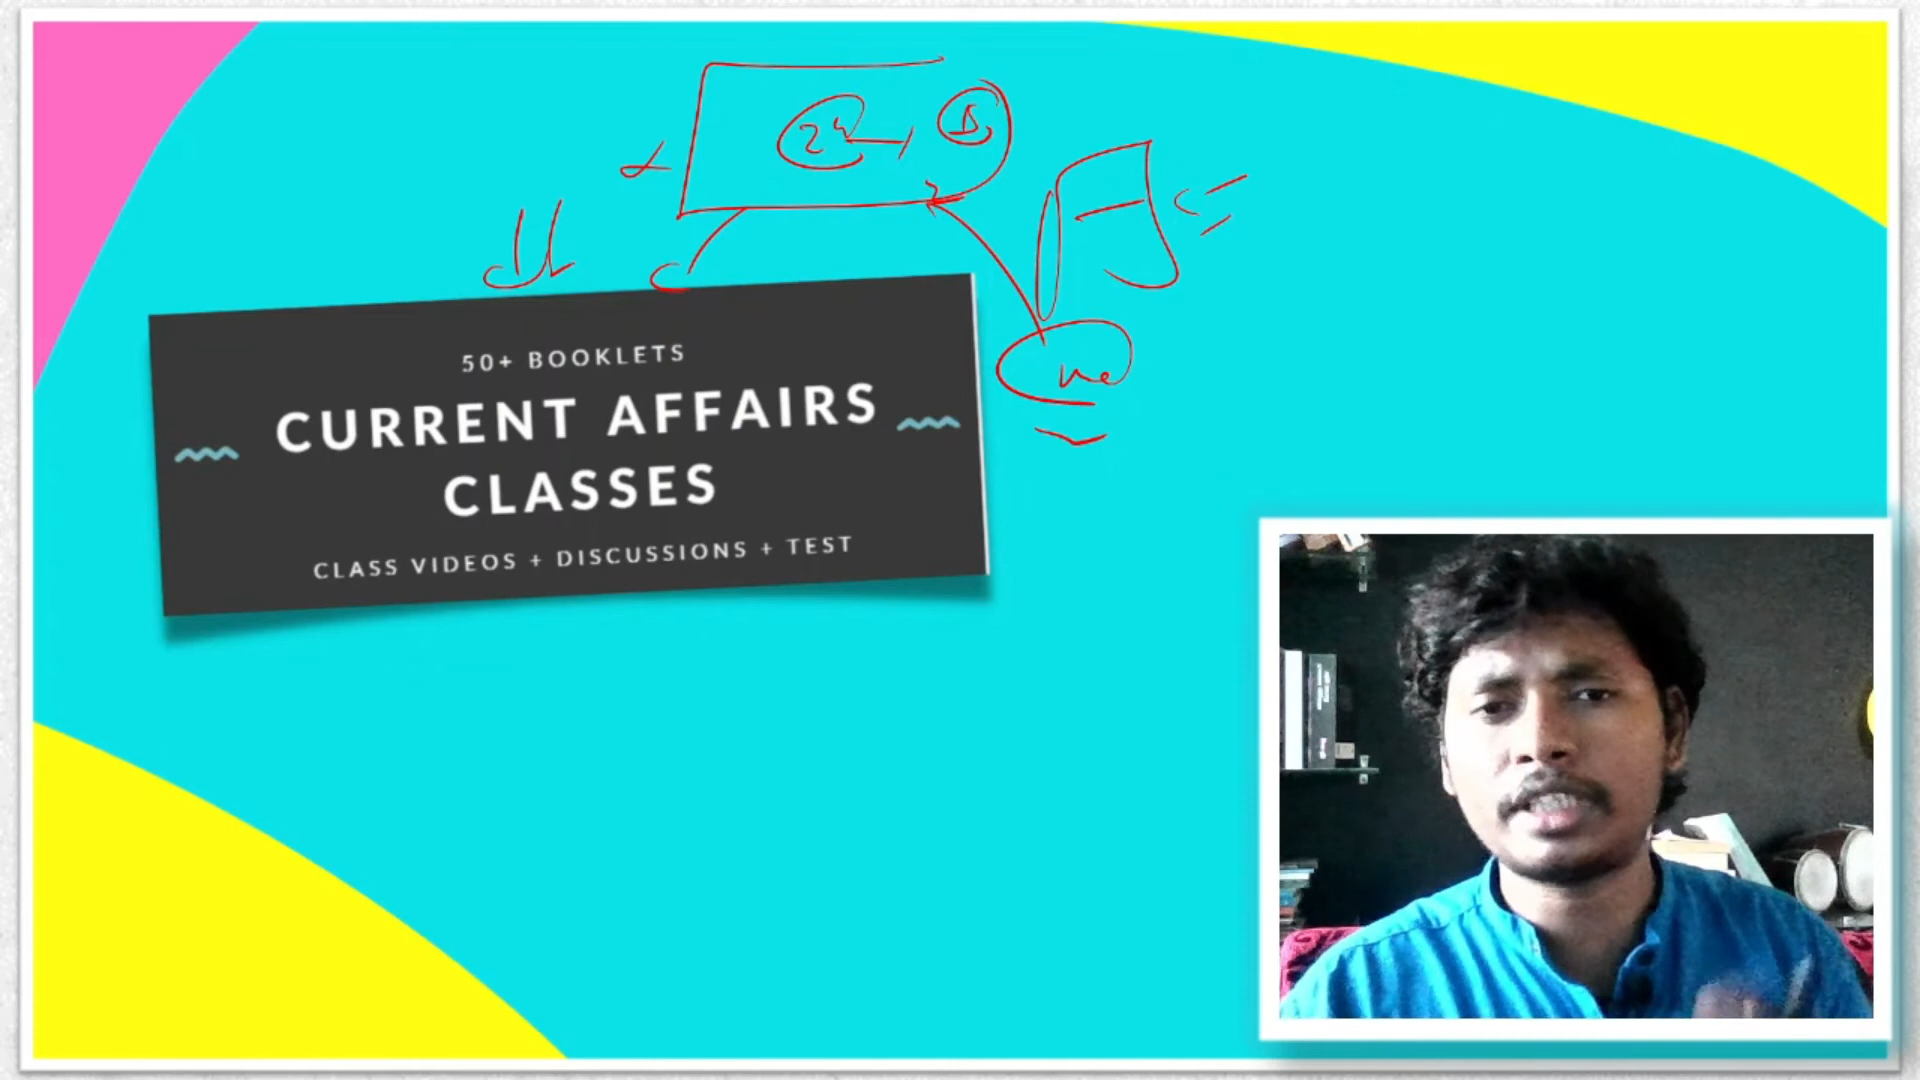 50+ BOOKLETS
CURRENT AFFAIRS
CLASSES
CLASS VIDEOS + DISCUSSIONS + TEST